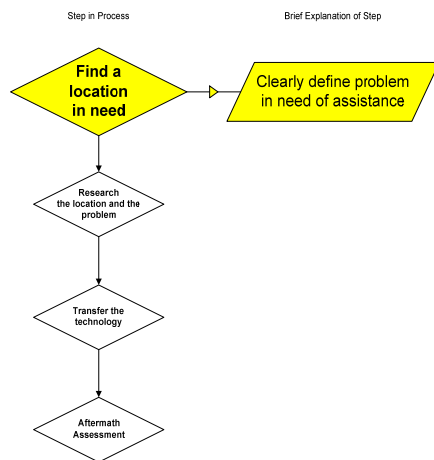 Step in Process
Brief Explanation of Step
Find a
location
in need
Clearly define problem
in need of assistance
Research
the location and the
problem
Transfer the
technology
Aftermath
Assessment